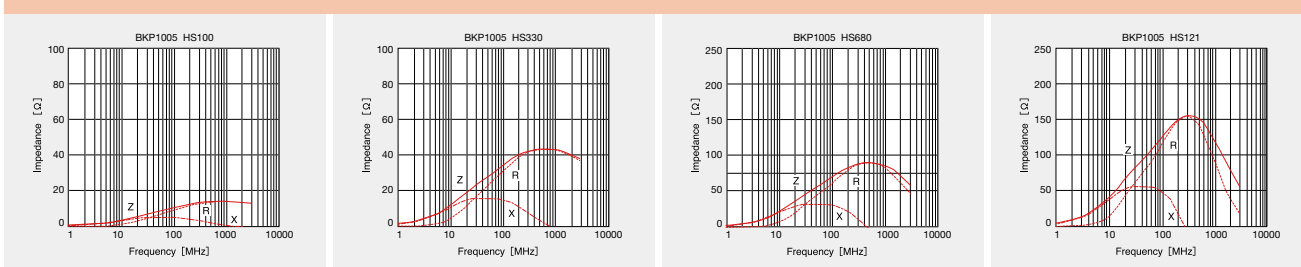 BKP1005 HS100
100
80
60
40
20
0
Impedance [Ω]
Z
R
X
1 10 100 1000 10000
Frequency [MHz]
BKP1005 HS330
100
80
60
40
20
0
Impedance [Ω]
Z
R
X
1 10 100 1000 10000
Frequency [MHz]
BKP1005 HS680
250
200
150
100
50
0
Impedance [Ω]
Z
R
X
1 10 100 1000 10000
Frequency [MHz]
BKP1005 HS121
250
200
150
100
50
0
Impedance [Ω]
Z
R
X
1 10 100 1000 10000
Frequency [MHz]